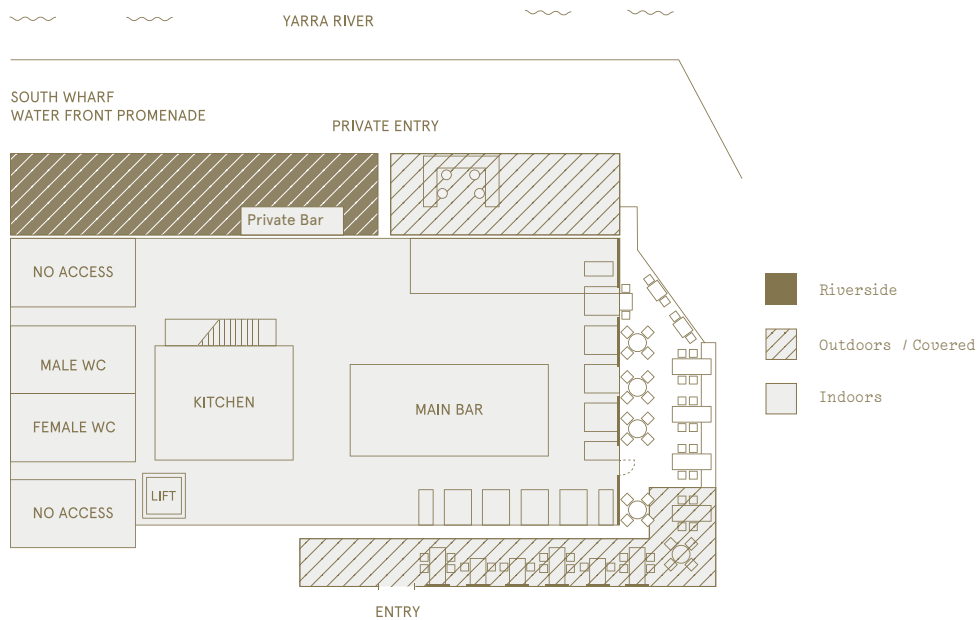 YARRA RIVER
SOUTH WHARF
WATER FRONT PROMENADE
PRIVATE ENTRY
Private Bar
NO ACCESS
Riverside
Outdoors / Covered
MALE WC
Indoors
KITCHEN
MAIN BAR
FEMALE WC
LIFT
NO ACCESS
ENTRY